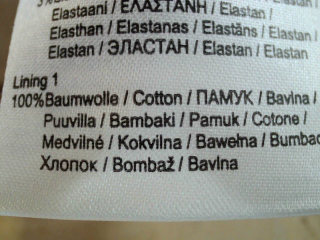 Elastaani / ΕΛΑΣΤΑΝΗ / Elastan /
Elasthan / Elastanas / Elastāns / Elastan /
Elastan / ЭЛАСТАН / Elastan / Elastan
Lining 1
100%Baumwolle / Cotton / ПАМУК / Bavlna /
Puuvilla / Bambaki / Pamuk / Cotone /
Medvilné / Kokvilna / Bawełna / Bumbac
Хлопок / Bombaž / Bavlna